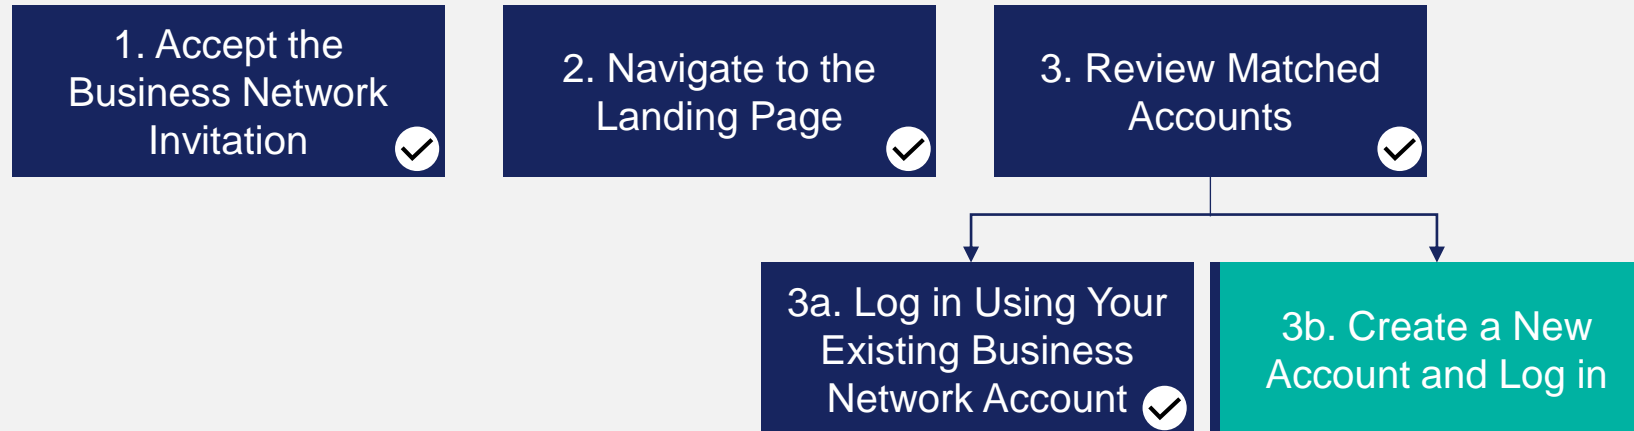 1. Accept the
Business Network
Invitation
2. Navigate to the
Landing Page
3. Review Matched
Accounts
3a. Log in Using Your
Existing Business
Network Account
3b. Create a New
Account and Log in